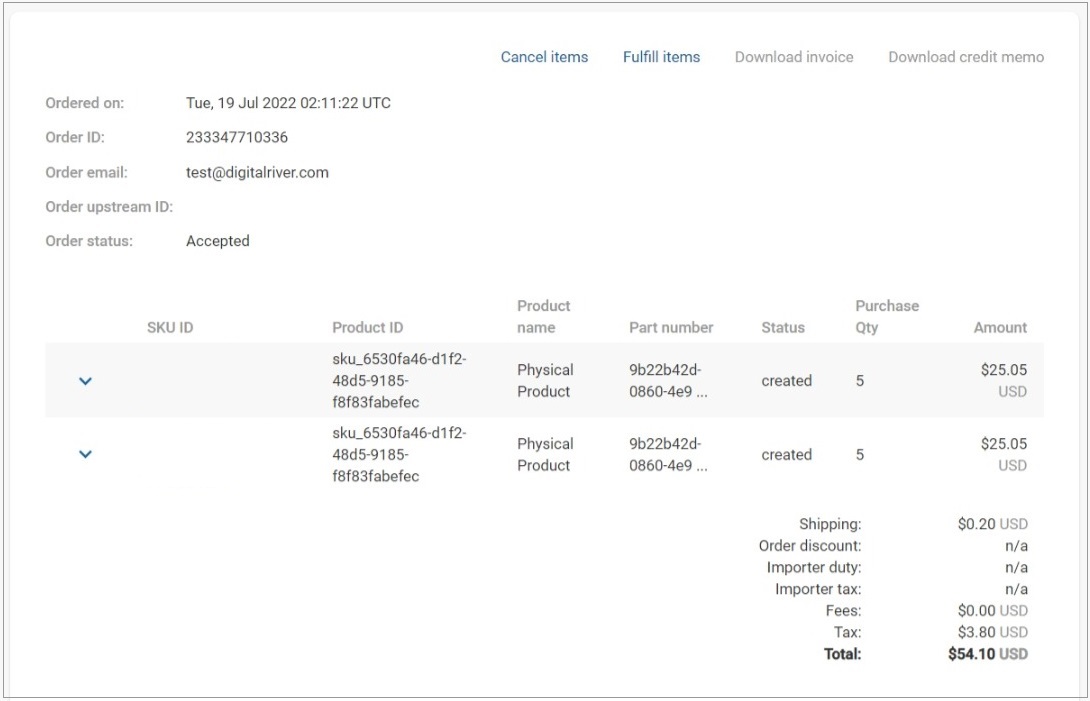 Cancel items Fulfill items Download invoice Download credit memo
Ordered on: Tue, 19 Jul 2022 02:11:22 UTC
Order ID: 233347710336
Order email: test@digitalriver.com
Order upstream ID:
Order status: Accepted
SKU ID Product ID Product name Part number Status Purchase Qty Amount
sku_6530fa46-d1f2-
48d5-9185-
f8f83fabefec
Physical
Product
9b22b42d-
0860-4e9 ...
created
5
$25.05
USD
sku_6530fa46-d1f2-
48d5-9185-
f8f83fabefec
Physical
Product
9b22b42d-
0860-4e9 ...
created
5
$25.05
USD
Shipping: $0.20 USD
Order discount: n/a
Importer duty: n/a
Importer tax: n/a
Fees: $0.00 USD
Tax: $3.80 USD
Total: $54.10 USD